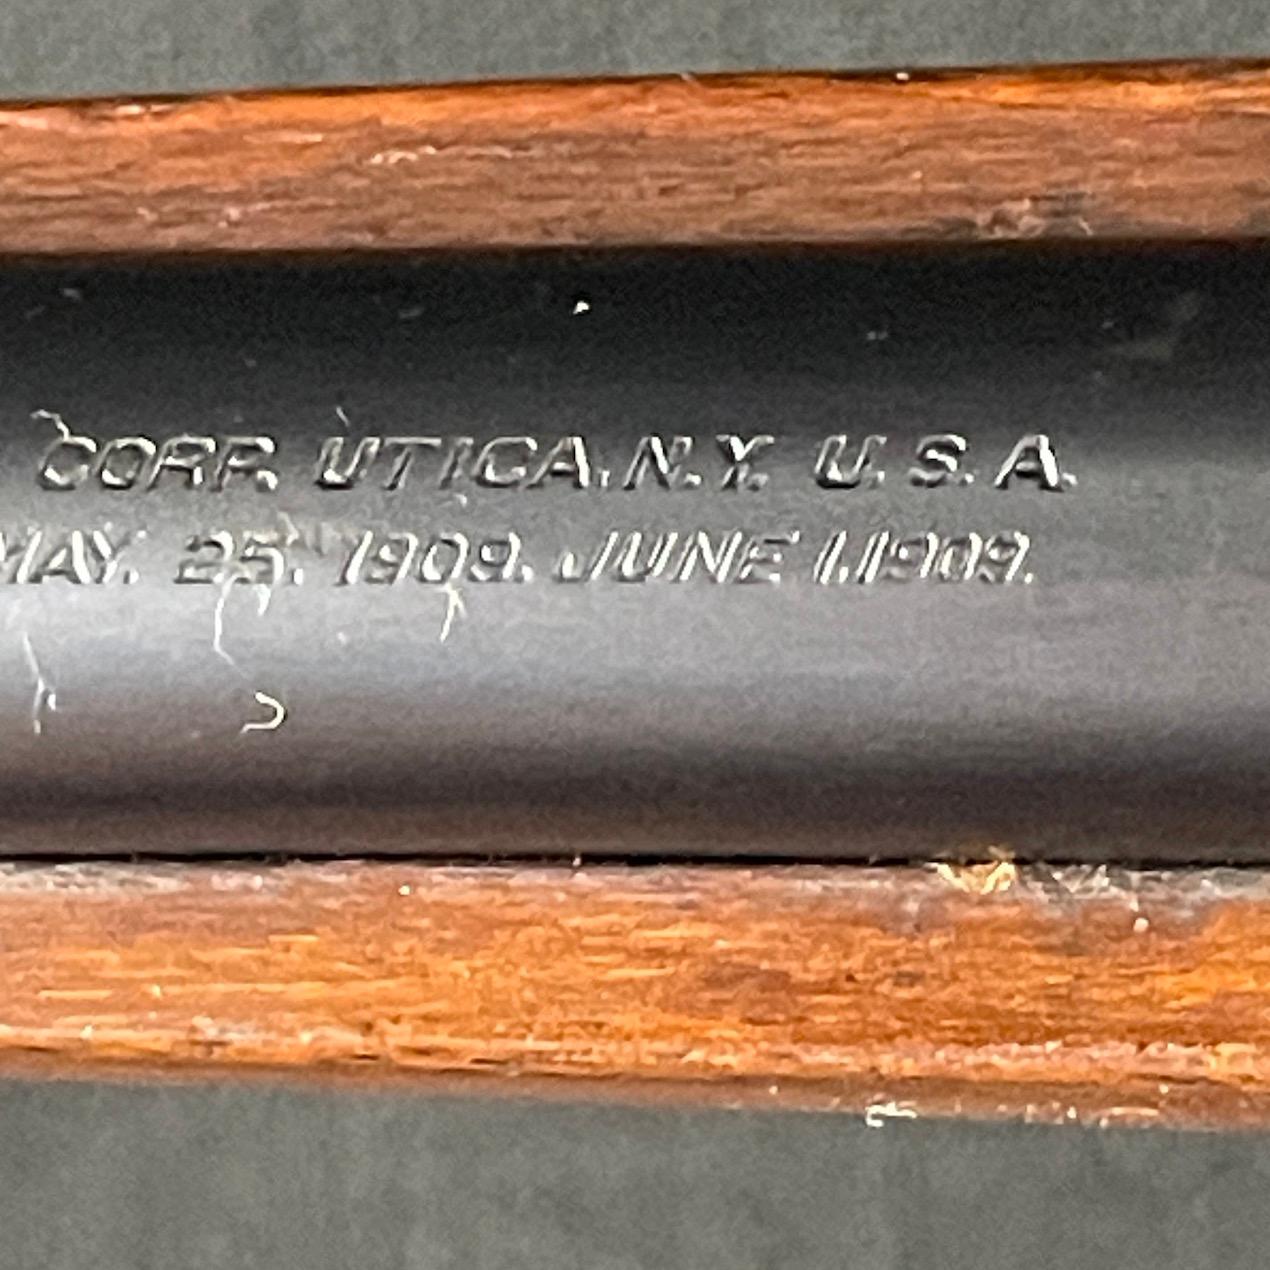 CORP. UTICA, N.Y. U.S.A.
MAY. 25. 1909. JUNE 1,1909.